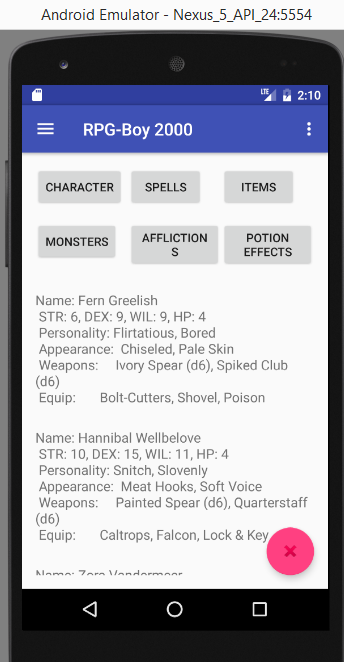 Android Emulator - Nexus_5_API_24:5554
LTE 2:10
RPG-Boy 2000
CHARACTER SPELLS ITEMS
MONSTERS AFFLICTION
S POTION
EFFECTS
Name: Fern Greelish
STR: 6, DEX: 9, WIL: 9, HP: 4
Personality: Flirtatious, Bored
Appearance: Chiseled, Pale Skin
Weapons: Ivory Spear (d6), Spiked Club
(d6)
Equip: Bolt-Cutters, Shovel, Poison
Name: Hannibal Wellbelove
STR: 10, DEX: 15, WIL: 11, HP: 4
Personality: Snitch, Slovenly
Appearance: Meat Hooks, Soft Voice
Weapons: Painted Spear (d6), Quarterstaff
(d6)
Equip: Caltrops, Falcon, Lock & Key
Name: Zora Vandermeer